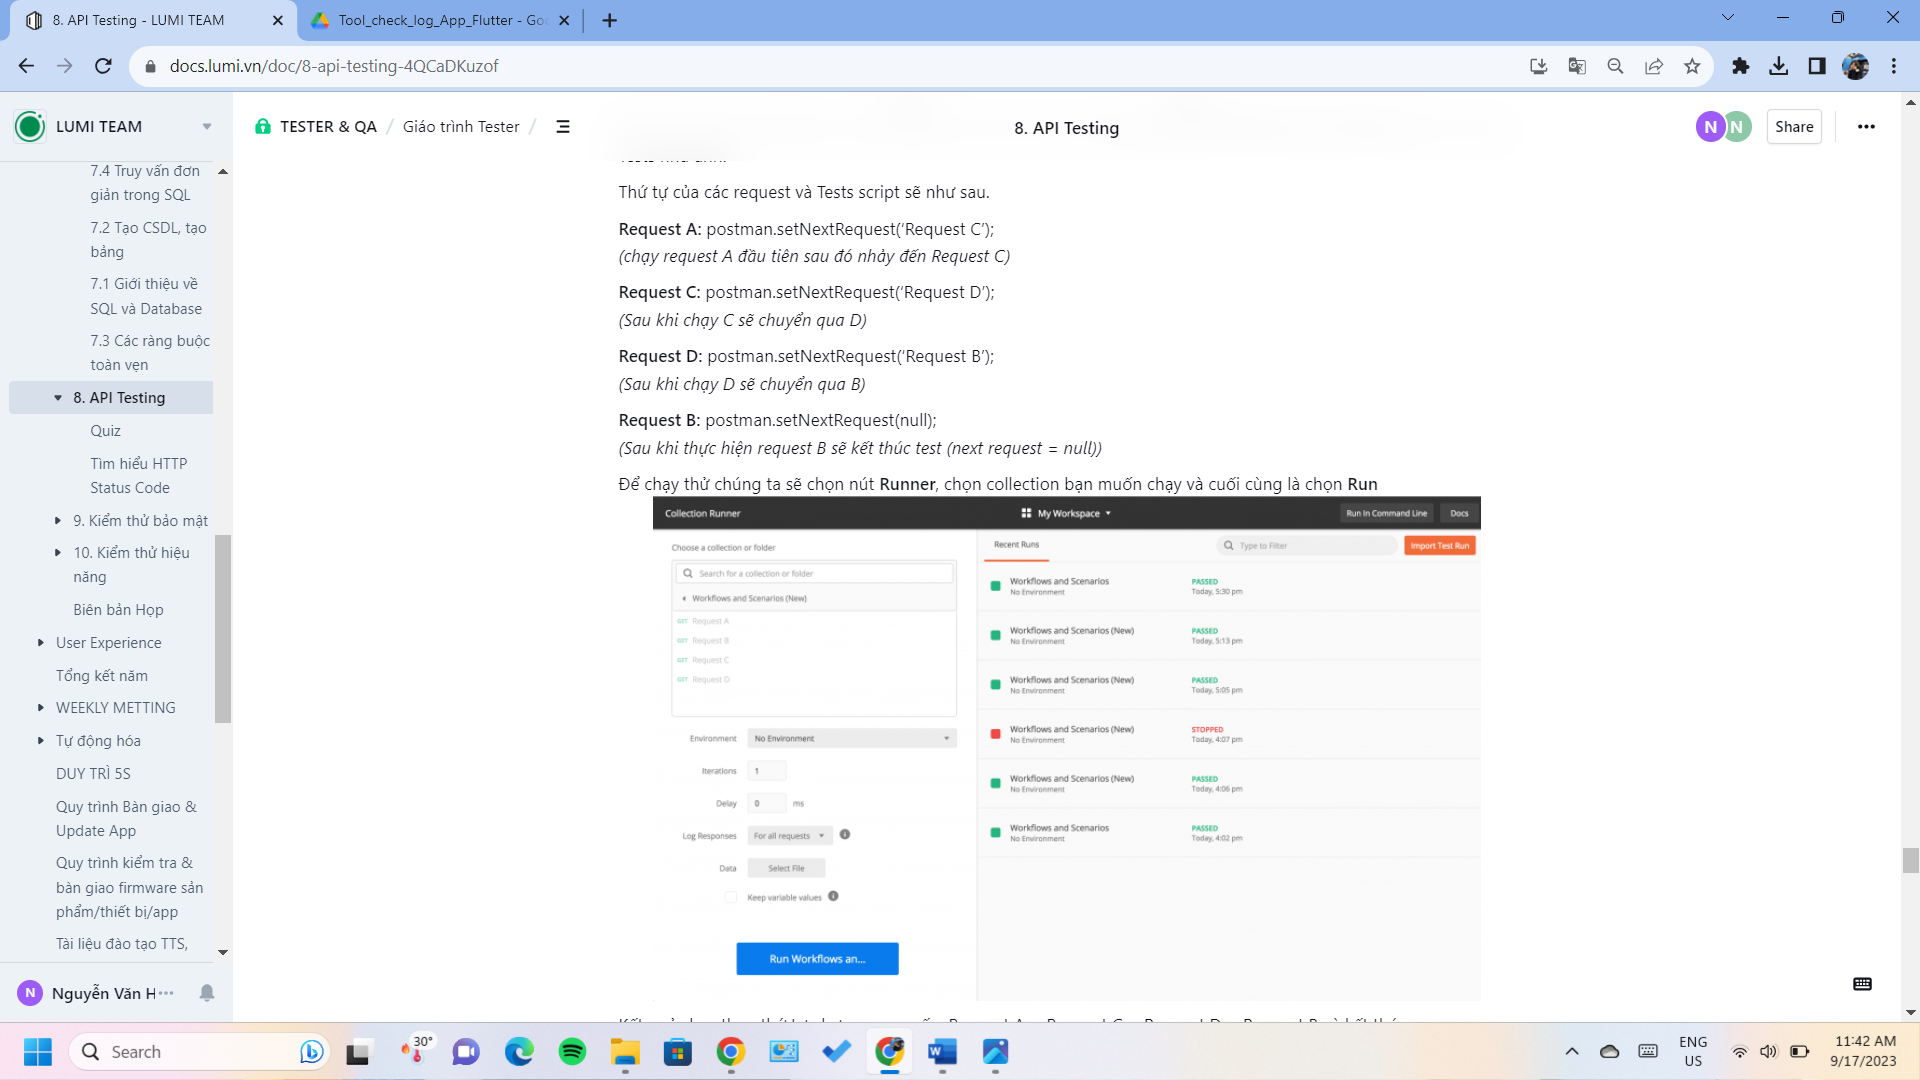 8. API Testing - LUMI TEAM
Tool_check_log_App_Flutter - Goo
docs.lumi.vn/doc/8-api-testing-4QCaDKuzof
LUMI TEAM
TESTER & QA / Giáo trình Tester /
8. API Testing
N
N
Share
7.4 Truy vấn đơn
giản trong SQL
7.2 Tạo CSDL, tạo
bảng
7.1 Giới thiệu về
SQL và Database
7.3 Các ràng buộc
toàn vẹn
8. API Testing
Quiz
Tìm hiểu HTTP
Status Code
9. Kiểm thử bảo mật
10. Kiểm thử hiệu
năng
Biên bản Họp
User Experience
Tổng kết năm
WEEKLY METTING
Tự động hóa
DUY TRÌ 5S
Quy trình Bàn giao &
Update App
Quy trình kiểm tra &
bàn giao firmware sản
phẩm/thiết bị/app
Tài liệu đào tạo TTS,
N
Nguyễn Văn H
Thứ tự của các request và Tests script sẽ như sau.
Request A: postman.setNextRequest(‘Request C’);
(chạy request A đầu tiên sau đó nhảy đến Request C)
Request C: postman.setNextRequest(‘Request D’);
(Sau khi chạy C sẽ chuyển qua D)
Request D: postman.setNextRequest(‘Request B’);
(Sau khi chạy D sẽ chuyển qua B)
Request B: postman.setNextRequest(null);
(Sau khi thực hiện request B sẽ kết thúc test (next request = null))
Để chạy thử chúng ta sẽ chọn nút Runner, chọn collection bạn muốn chạy và cuối cùng là chọn Run
Collection Runner
My Workspace
Run In Command Line
Docs
Choose a collection or folder
Search for a collection or folder
Workflows and Scenarios (New)
GET Request A
GET Request B
GET Request C
GET Request D
Environment
No Environment
Iterations
1
Delay
0
ms
Log Responses
For all requests
Data
Select File
Keep variable values
Run Workflows an...
Recent Runs
Type to Filter
Import Test Run
Workflows and Scenarios
No Environment
PASSED
Today, 5:30 pm
Workflows and Scenarios (New)
No Environment
PASSED
Today, 5:13 pm
Workflows and Scenarios (New)
No Environment
PASSED
Today, 5:05 pm
Workflows and Scenarios (New)
No Environment
STOPPED
Today, 4:07 pm
Workflows and Scenarios (New)
No Environment
PASSED
Today, 4:06 pm
Workflows and Scenarios
No Environment
PASSED
Today, 4:02 pm
Search
30°
ENG
US
11:42 AM
9/17/2023